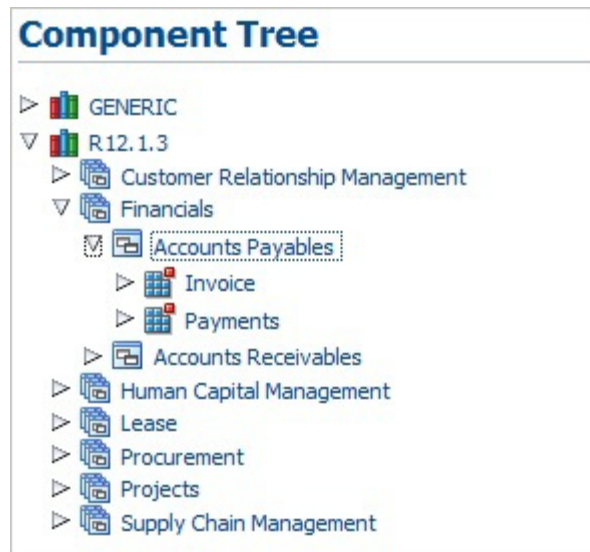 Component Tree
GENERIC
R12.1.3
Customer Relationship Management
Financials
Accounts Payables
Invoice
Payments
Accounts Receivables
Human Capital Management
Lease
Procurement
Projects
Supply Chain Management